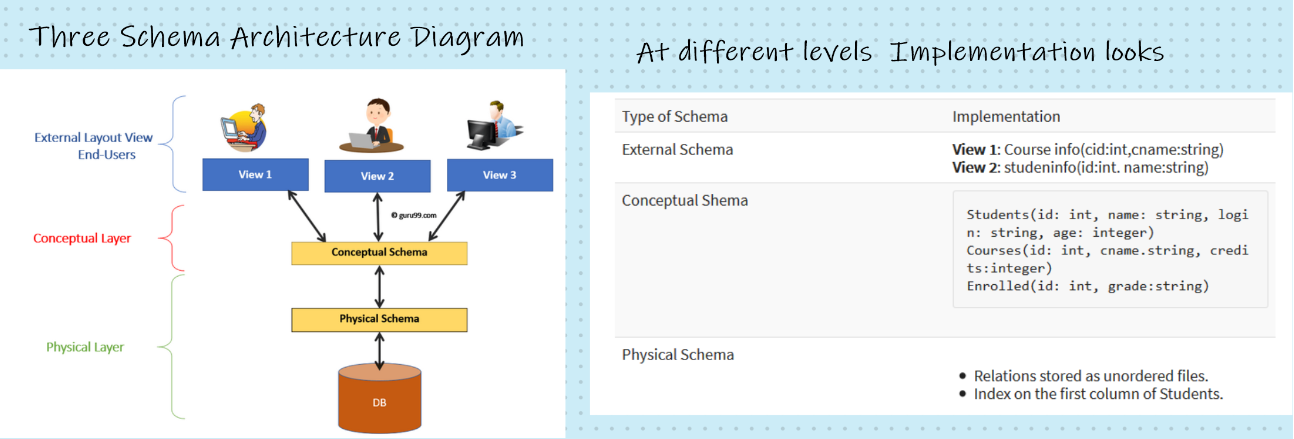 Three Schema Architecture Diagram
External Layout View
End-Users
View 1
View 2
View 3
© guru99.com
Conceptual Layer
Conceptual Schema
Physical Schema
Physical Layer
DB
At different levels Implementation looks
Type of Schema
Implementation
External Schema
View 1: Course info(cid:int,cname:string)
View 2: studeninfo(id:int. name:string)
Conceptual Shema
Students(id: int, name: string, logi
n: string, age: integer)
Courses(id: int, cname.string, credi
ts:integer)
Enrolled(id: int, grade:string)
Physical Schema
• Relations stored as unordered files.
• Index on the first column of Students.